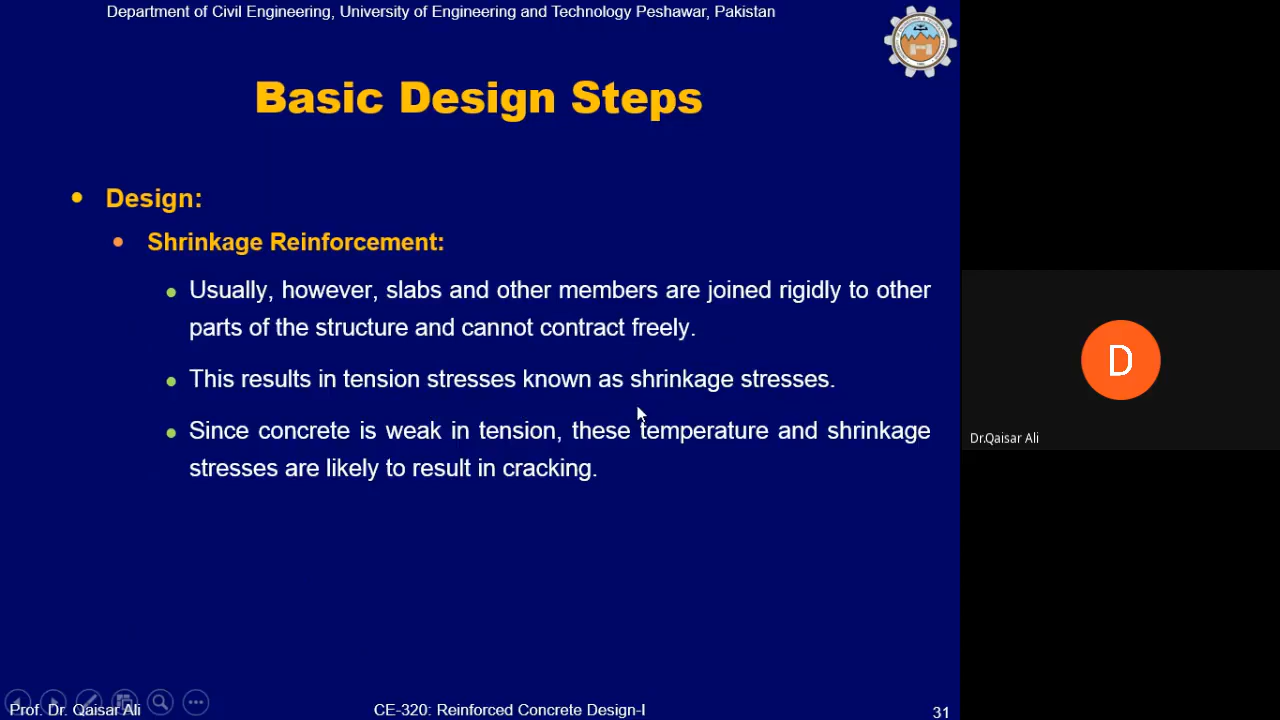 Department of Civil Engineering, University of Engineering and Technology Peshawar, Pakistan
Basic Design Steps
• Design:
• Shrinkage Reinforcement:
• Usually, however, slabs and other members are joined rigidly to other
parts of the structure and cannot contract freely.
• This results in tension stresses known as shrinkage stresses.
• Since concrete is weak in tension, these temperature and shrinkage
stresses are likely to result in cracking.
D
Dr.Qaisar Ali
Prof. Dr. Qaisar Ali
CE-320: Reinforced Concrete Design-I
31